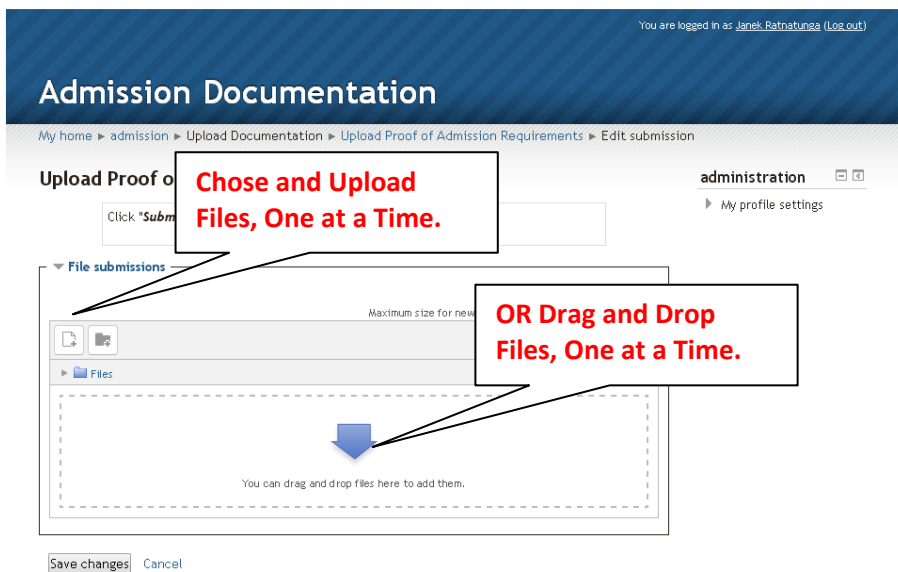 You are logged in as Janek Ratnatunga (Log out)
Admission Documentation
My home ► admission ► Upload Documentation ► Upload Proof of Admission Requirements ► Edit submission
Upload Proof o
Chose and Upload
Files, One at a Time.
administration
My profile settings
Click "Subm
File submissions
Maximum size for new
OR Drag and Drop
Files, One at a Time.
Files
You can drag and drop files here to add them.
Save changes Cancel